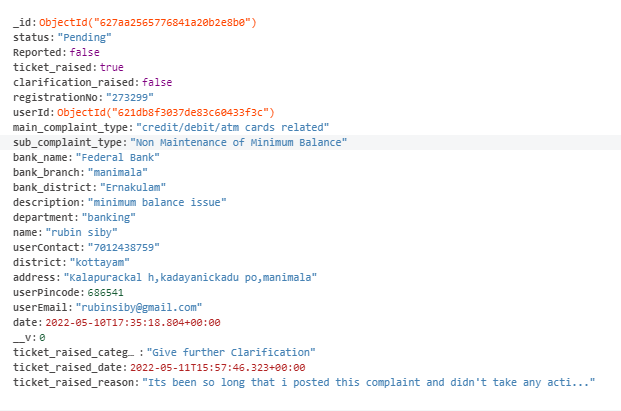 _id: ObjectId("627aa2565776841a20b2e8b0")
status: "Pending"
Reported: false
ticket_raised: true
clarification_raised: false
registrationNo: "273299"
userId: ObjectId("621db8f3037de83c60433f3c")
main_complaint_type: "credit/debit/atm cards related"
sub_complaint_type: "Non Maintenance of Minimum Balance"
bank_name: "Federal Bank"
bank_branch: "manimala"
bank_district: "Ernakulam"
description: "minimum balance issue"
department: "banking"
name: "rubin siby"
userContact: "7012438759"
district: "kottayam"
address: "Kalapurackal h,kadayanickadu po,manimala"
userPincode: 686541
userEmail: "rubinsiby@gmail.com"
date: 2022-05-10T17:35:18.804+00:00
__v: 0
ticket_raised_categ… : "Give further Clarification"
ticket_raised_date: 2022-05-11T15:57:46.323+00:00
ticket_raised_reason: "Its been so long that i posted this complaint and didn't take any acti..."